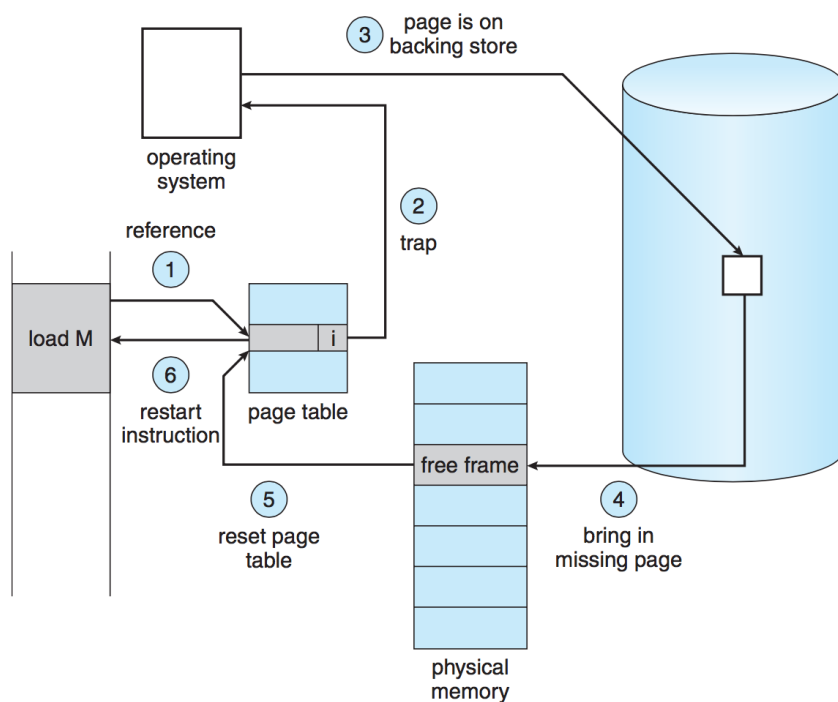 3
page is on
backing store
operating
system
2
trap
reference
1
load M
i
6
restart
instruction
page table
free frame
5
reset page
table
4
bring in
missing page
physical
memory